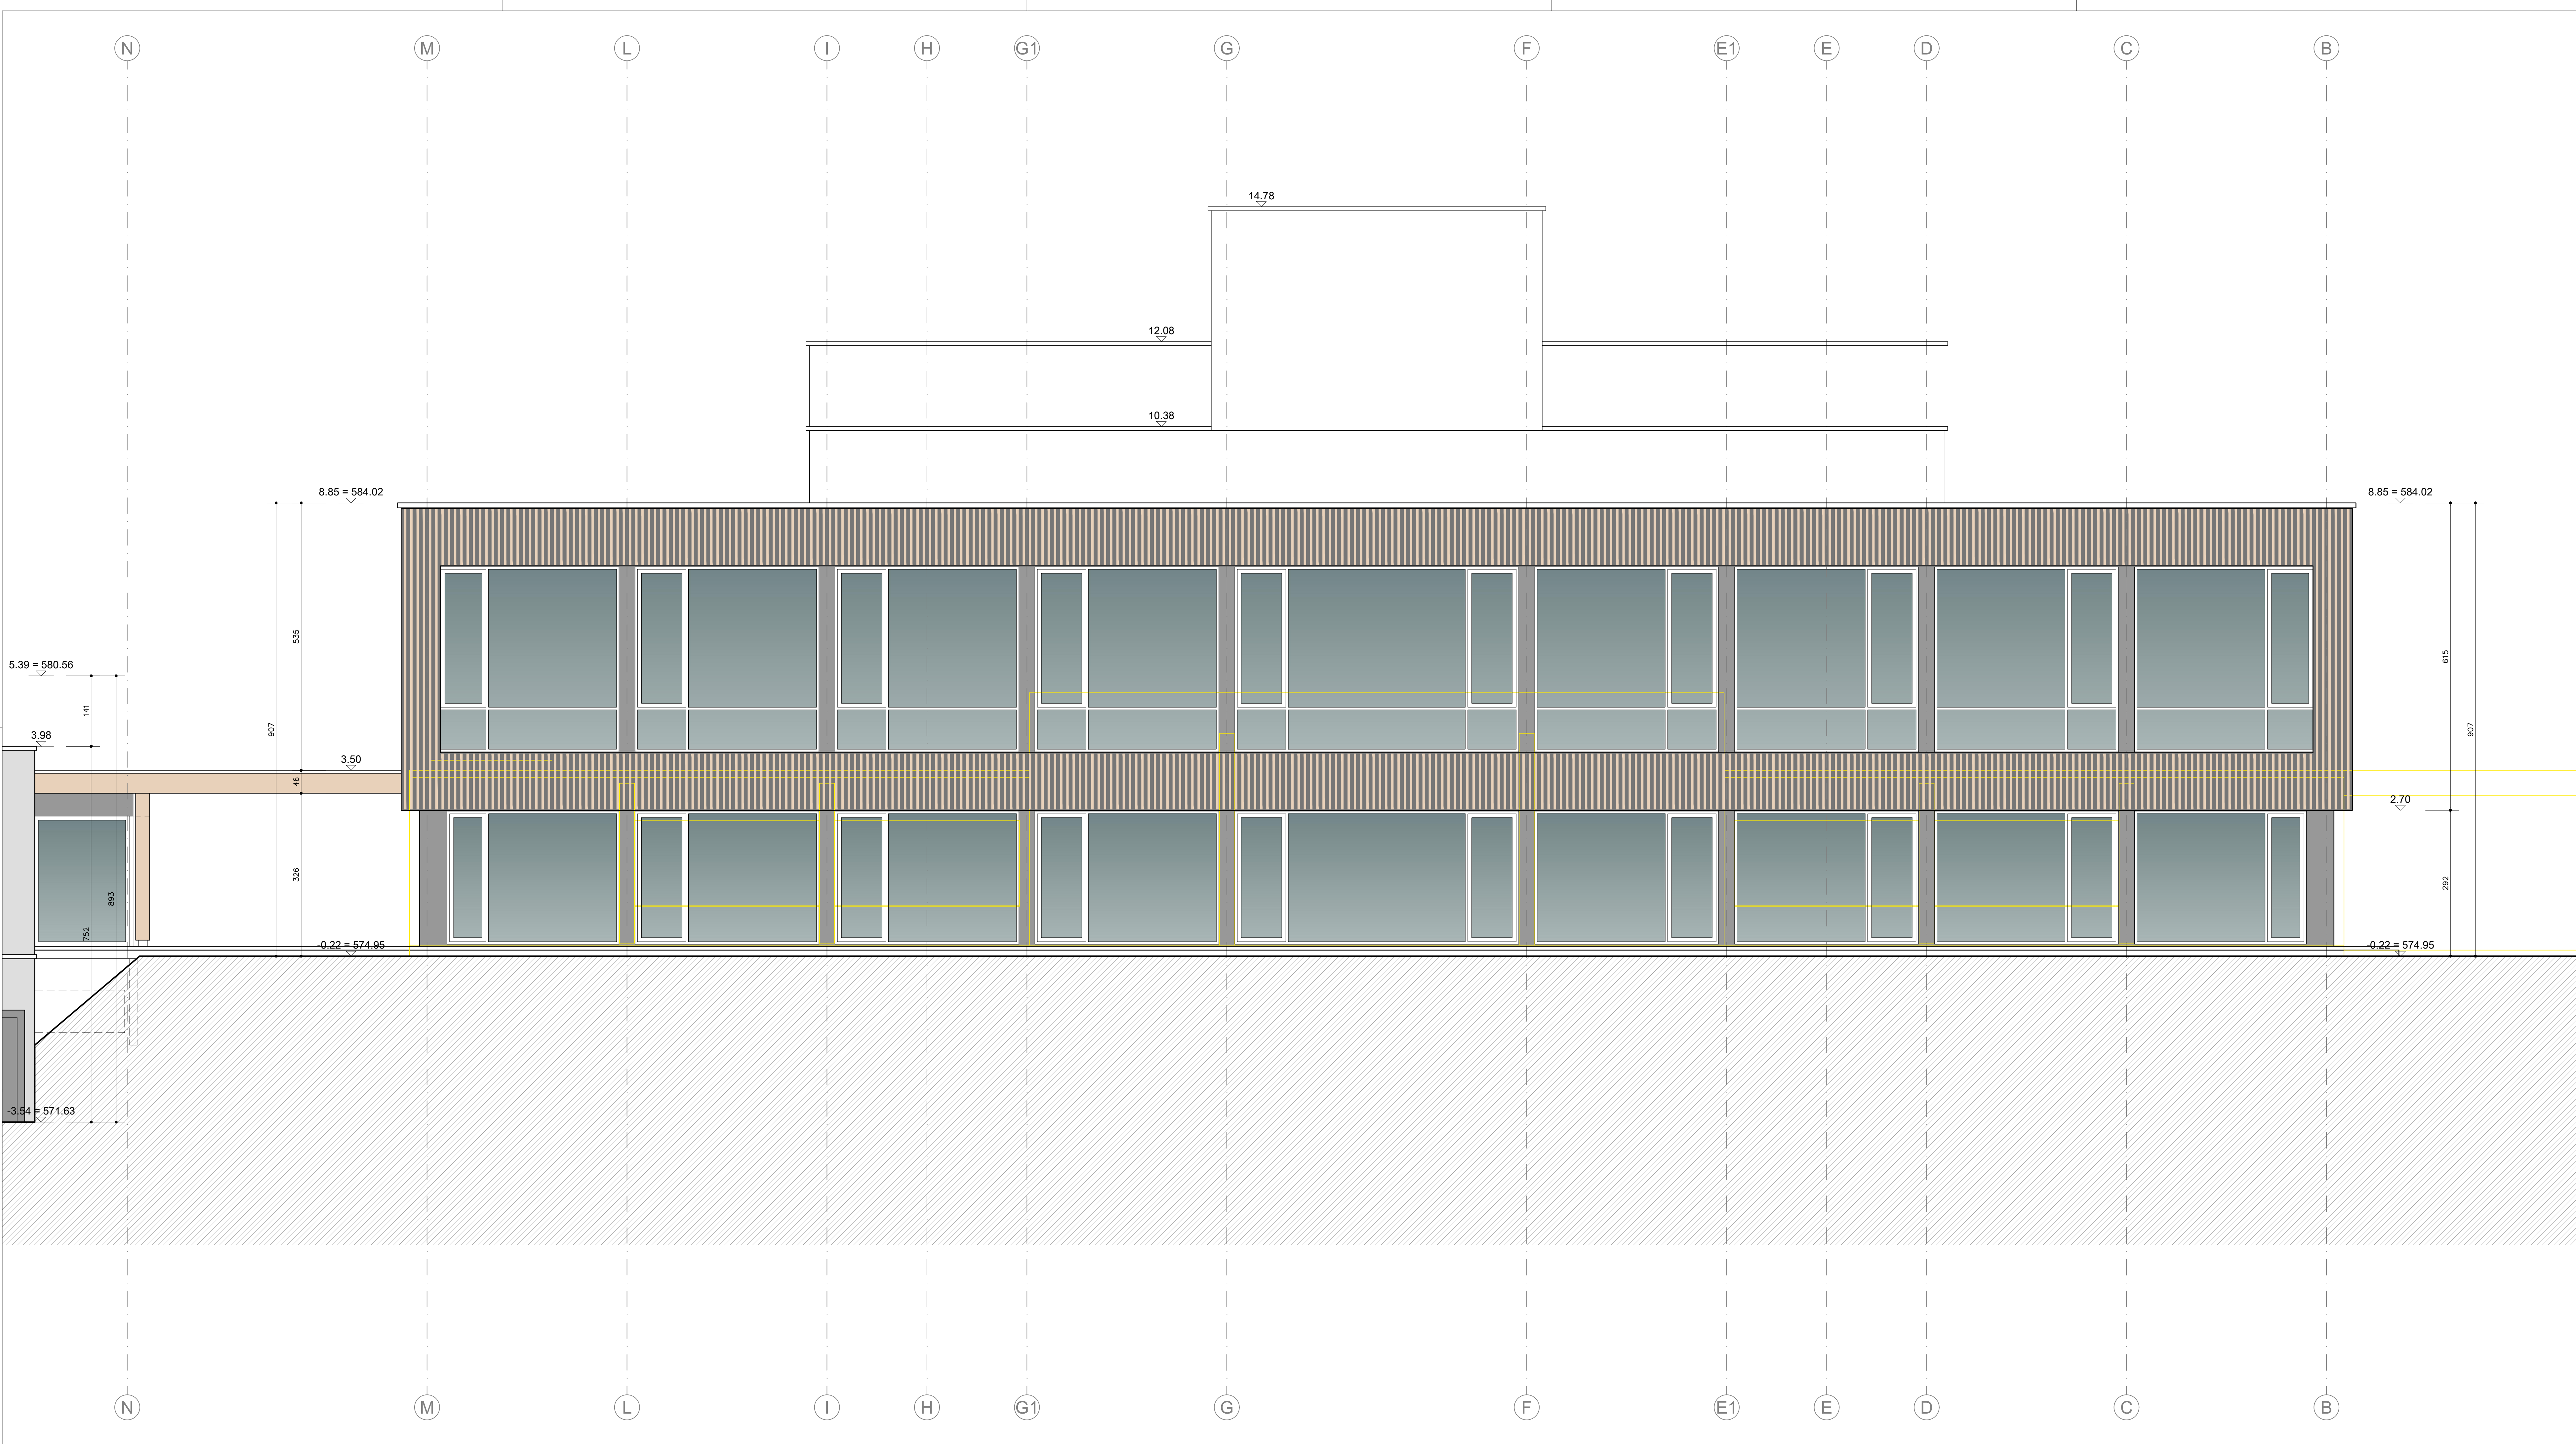 N M L I H G1 G F E1 E D C B
14.78
12.08
10.38
8.85 = 584.02
8.85 = 584.02
535
615
5.39 = 580.56
141
907
907
3.98
3.50
46
2.70
326
893
292
752
-0.22 = 574.95
-0.22 = 574.95
-3.54 = 571.63
N M L I H G1 G F E1 E D C B